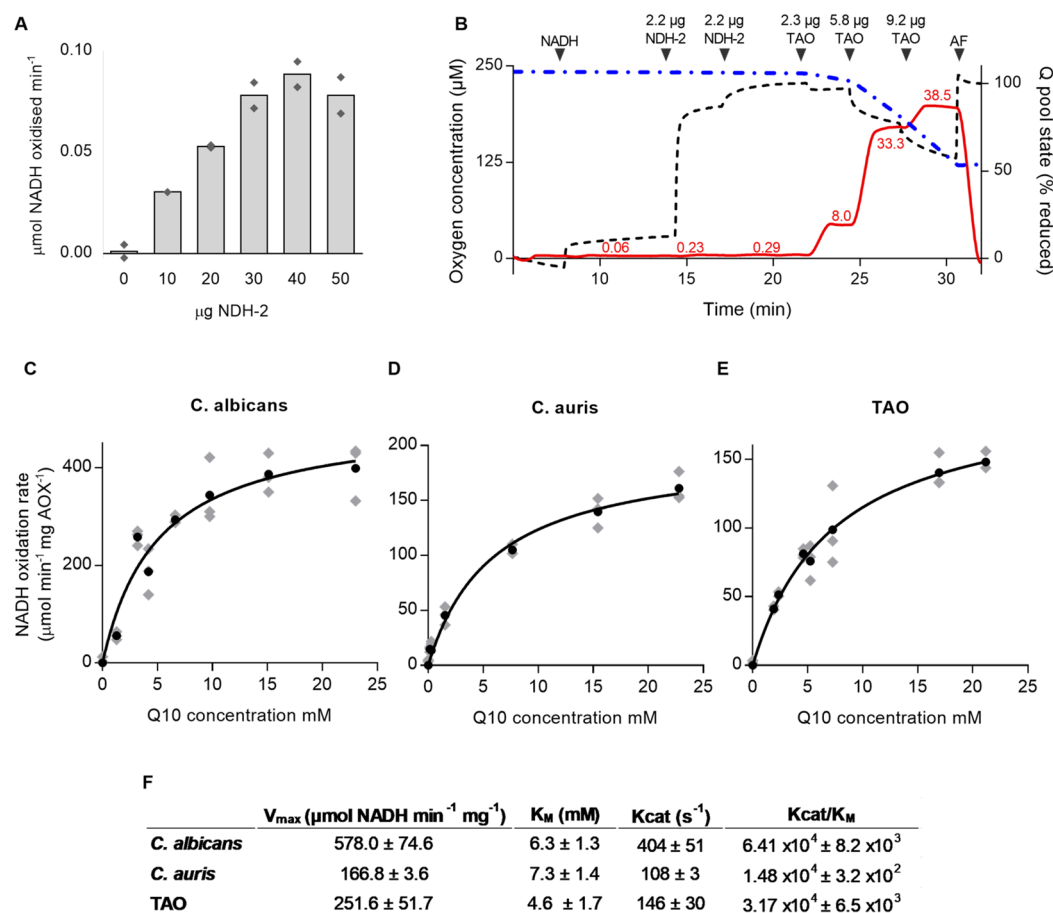 A
μmol NADH oxidised min⁻¹
0.10
0.05
0.00
0 10 20 30 40 50
μg NDH-2
B
NADH
2.2 μg
NDH-2
2.2 μg
NDH-2
2.3 μg
TAO
5.8 μg
TAO
9.2 μg
TAO
AF
Oxygen concentration (μM)
250
125
0
0.06
0.23
0.29
8.0
33.3
38.5
100
50
0
Q pool state (% reduced)
10 15 20 25 30
Time (min)
C
C. albicans
NADH oxidation rate
(μmol min⁻¹ mg AOX⁻¹)
400
200
0
0 5 10 15 20 25
Q10 concentration mM
D
C. auris
200
150
100
50
0
0 5 10 15 20 25
Q10 concentration mM
E
TAO
150
100
50
0
0 5 10 15 20 25
Q10 concentration mM
F
Vmax (μmol NADH min⁻¹ mg⁻¹) KM (mM) Kcat (s⁻¹) Kcat/KM
C. albicans 578.0 ± 74.6 6.3 ± 1.3 404 ± 51 6.41 x10⁴ ± 8.2 x10³
C. auris 166.8 ± 3.6 7.3 ± 1.4 108 ± 3 1.48 x10⁴ ± 3.2 x10²
TAO 251.6 ± 51.7 4.6 ± 1.7 146 ± 30 3.17 x10⁴ ± 6.5 x10³